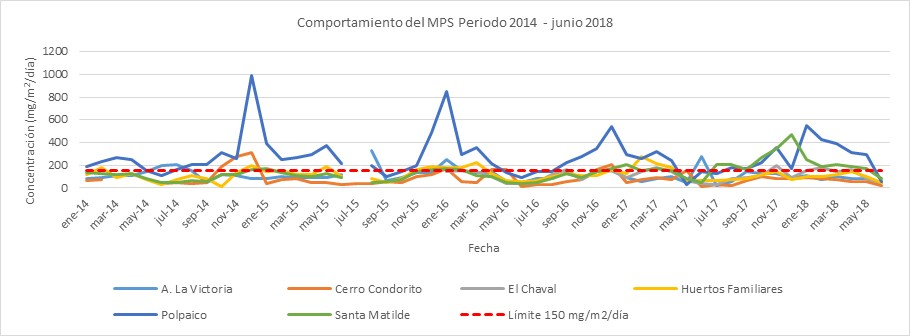 Comportamiento del MPS Periodo 2014 - junio 2018
Concentración (mg/m2/día)
1200
1000
800
600
400
200
0
ene-14 mar-14 may-14 jul-14 sep-14 nov-14 ene-15 mar-15 may-15 jul-15 sep-15 nov-15 ene-16 mar-16 may-16 jul-16 sep-16 nov-16 ene-17 mar-17 may-17 jul-17 sep-17 nov-17 ene-18 mar-18 may-18
Fecha
A. La Victoria Cerro Condorito El Chaval Huertos Familiares
Polpaico Santa Matilde Límite 150 mg/m2/día